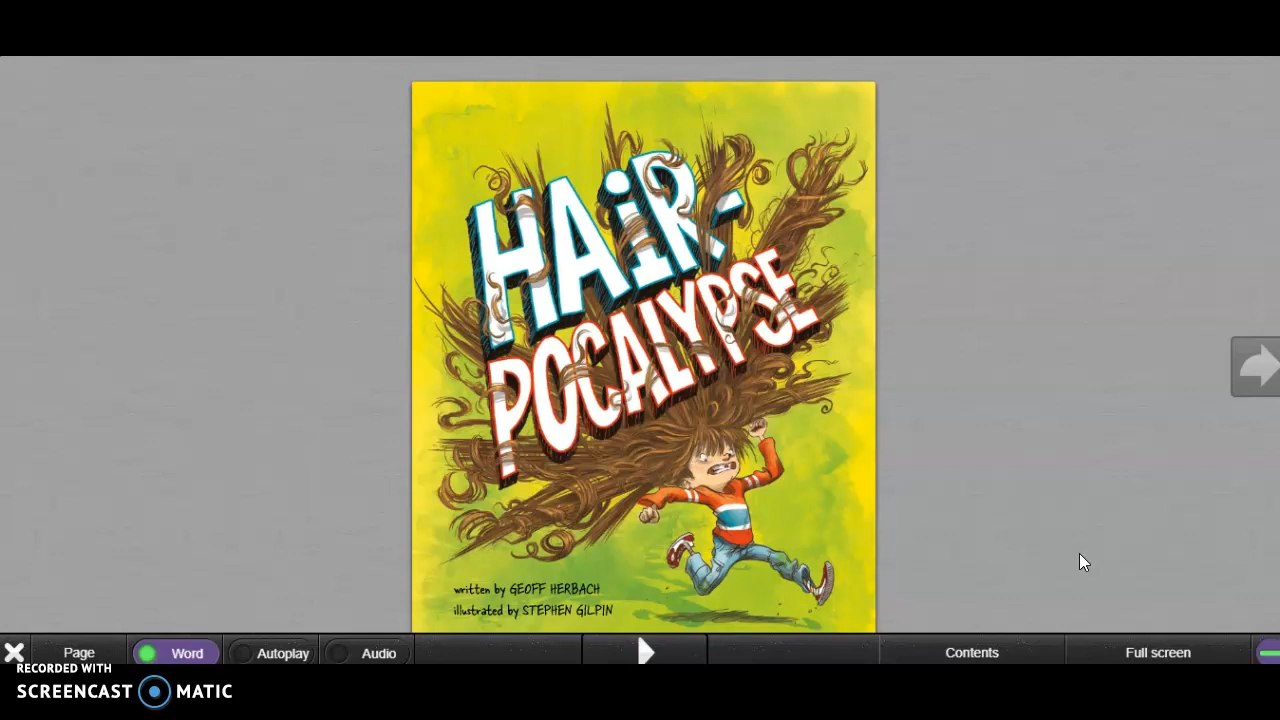 HAiR-
POCALYPSE
written by GEOFF HERBACH
illustrated by STEPHEN GILPIN
Page Word Autoplay Audio Contents Full screen
RECORDED WITH
SCREENCAST MATIC